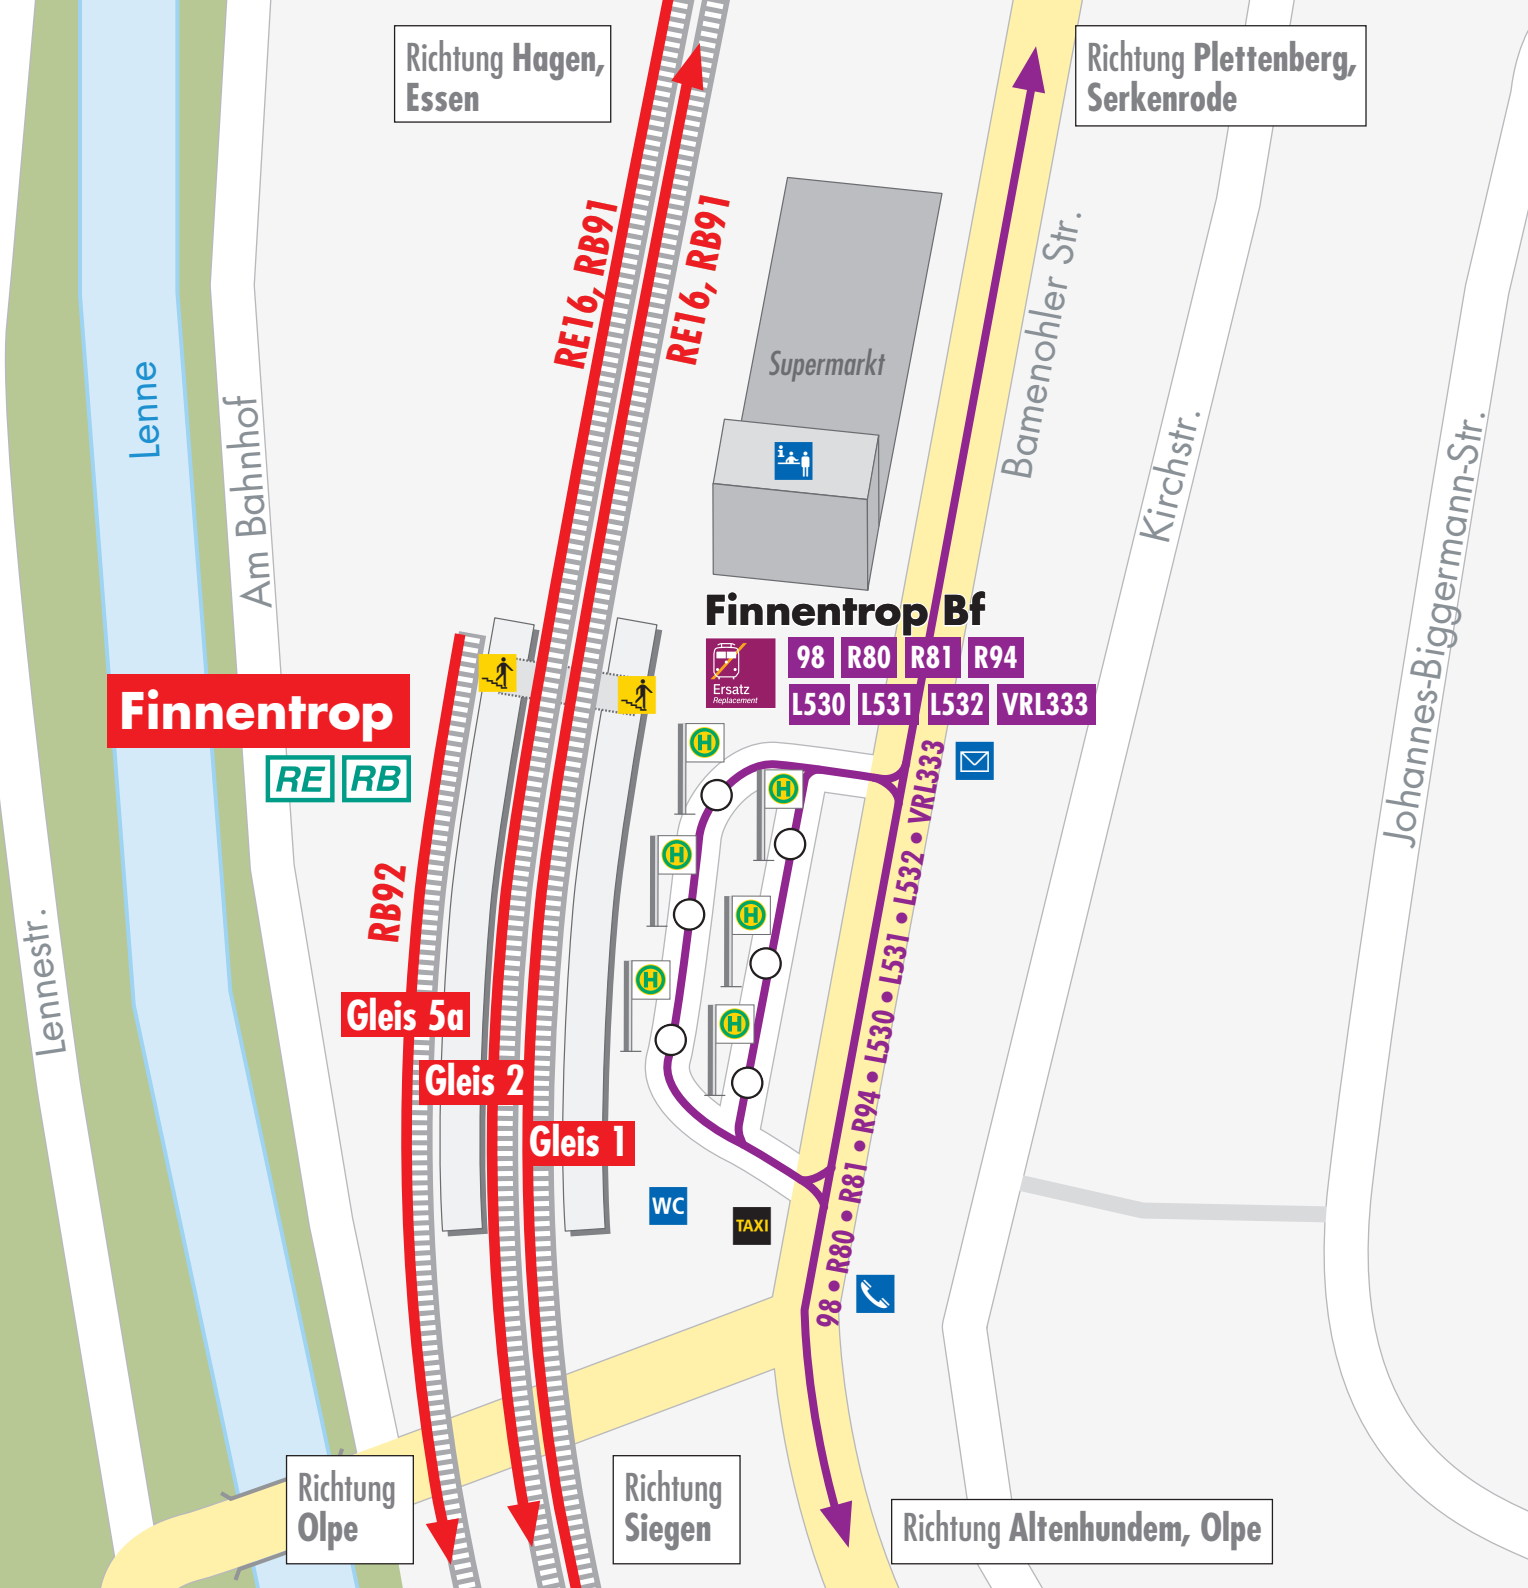 Richtung Hagen,
Essen
Richtung Plettenberg,
Serkenrode
RE16, RB91
RE16, RB91
Supermarkt
i
Bamenohler Str.
Lenne
Am Bahnhof
Kirchstr.
Johannes-Biggermann-Str.
Finnentrop Bf
Ersatz
Replacement
98 R80 R81 R94
L530 L531 L532 VRL333
Finnentrop
RE RB
H
H
H
H
H
H
RB92
Lennestr.
Gleis 5a
Gleis 2
Gleis 1
98 • R80 • R81 • R94 • L530 • L531 • L532 • VRL333
WC
TAXI
Richtung
Olpe
Richtung
Siegen
Richtung Altenhundem, Olpe